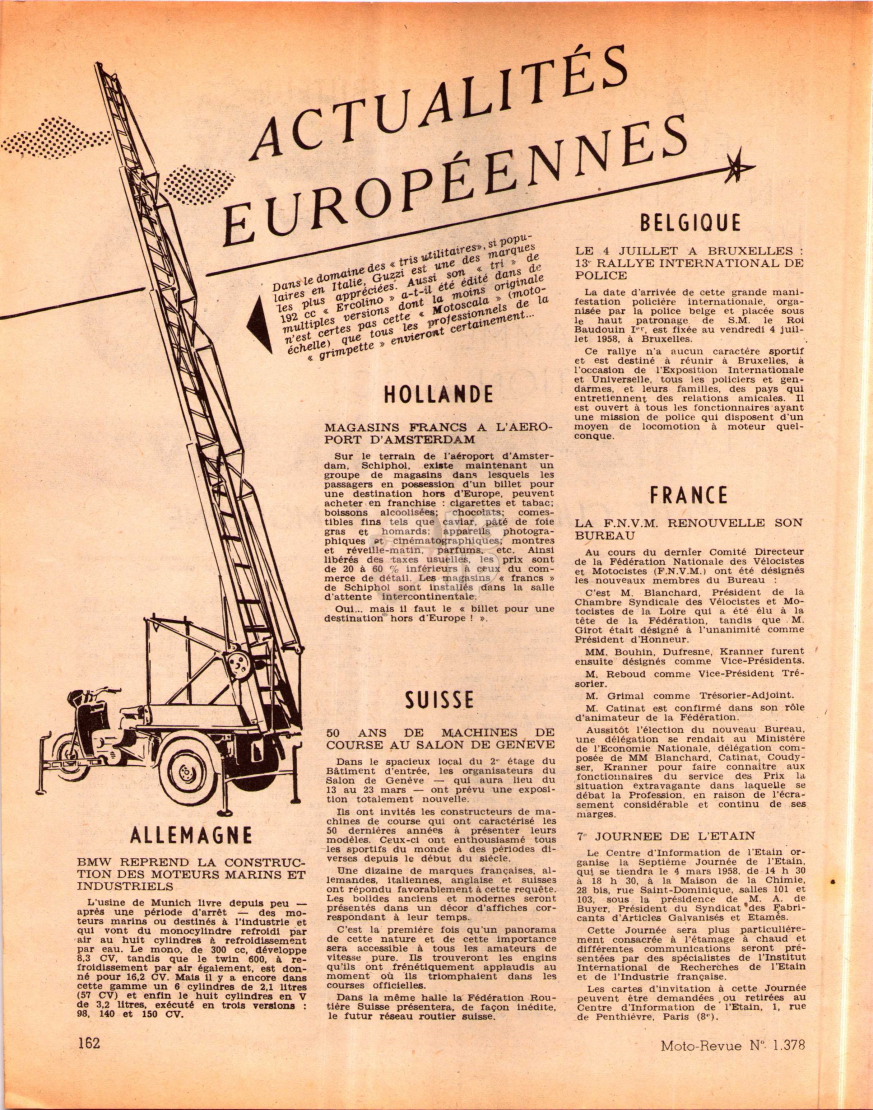 ACTUALITÉS
EUROPÉENNES
Dans le domaine des « tris utilitaires », si popu-
laires en Italie, Guzzi est une des marques
les plus appréciées. Aussi son « tri » de
192 cc « Ercolino » a-t-il été édité dans de
multiples versions dont la moins originale
n'est certes pas cette « Motoscala » (moto-
échelle) que tous les professionnels de la
« grimpette » envieront certainement...
ALLEMAGNE
BMW REPREND LA CONSTRUC-
TION DES MOTEURS MARINS ET
INDUSTRIELS
L'usine de Munich livre depuis peu —
après une période d'arrêt — des mo-
teurs marins ou destinés à l'industrie et
qui vont du monocylindre refroidi par
air au huit cylindres à refroidissement
par eau. Le mono, de 300 cc, développe
8,3 CV, tandis que le twin 600, à re-
froidissement par air également, est don-
né pour 16,2 CV. Mais il y a encore dans
cette gamme un 6 cylindres de 2,1 litres
(57 CV) et enfin le huit cylindres en V
de 3,2 litres, exécuté en trois versions :
98, 140 et 150 CV.
HOLLANDE
MAGASINS FRANCS A L'AERO-
PORT D'AMSTERDAM
Sur le terrain de l'aéroport d'Amster-
dam, Schiphol, existe maintenant un
groupe de magasins dans lesquels les
passagers en possession d'un billet pour
une destination hors d'Europe, peuvent
acheter en franchise : cigarettes et tabac;
boissons alcoolisées; chocolats; comes-
tibles fins tels que caviar, pâté de foie
gras et homards; appareils photogra-
phiques et cinématographiques; montres
et réveille-matin, parfums, etc. Ainsi
libérés des taxes usuelles, les prix sont
de 20 à 60 % inférieurs à ceux du com-
merce de détail. Les magasins « francs »
de Schiphol sont installés dans la salle
d'attente intercontinentale.
Oui... mais il faut le « billet pour une
destination hors d'Europe ! ».
SUISSE
50 ANS DE MACHINES DE
COURSE AU SALON DE GENEVE
Dans le spacieux local du 2e étage du
Bâtiment d'entrée, les organisateurs du
Salon de Genève — qui aura lieu du
13 au 23 mars — ont prévu une exposi-
tion totalement nouvelle.
Ils ont invités les constructeurs de ma-
chines de course qui ont caractérisé les
50 dernières années à présenter leurs
modèles. Ceux-ci ont enthousiasmé tous
les sportifs du monde à des périodes di-
verses depuis le début du siècle.
Une dizaine de marques françaises, al-
lemandes, italiennes, anglaise et suisses
ont répondu favorablement à cette requête.
Les bolides anciens et modernes seront
présentés dans un décor d'affiches cor-
respondant à leur temps.
C'est la première fois qu'un panorama
de cette nature et de cette importance
sera accessible à tous les amateurs de
vitesse pure. Ils trouveront les engins
qu'ils ont frénétiquement applaudis au
moment où ils triomphaient dans les
courses officielles.
Dans la même halle la Fédération Rou-
tière Suisse présentera, de façon inédite,
le futur réseau routier suisse.
BELGIQUE
LE 4 JUILLET A BRUXELLES :
13e RALLYE INTERNATIONAL DE
POLICE
La date d'arrivée de cette grande mani-
festation policière internationale, orga-
nisée par la police belge et placée sous
le haut patronage de S.M. le Roi
Baudouin Ier, est fixée au vendredi 4 juil-
let 1958, à Bruxelles.
Ce rallye n'a aucun caractére sportif
et est destiné à réunir à Bruxelles, à
l'occasion de l'Exposition Internationale
et Universelle, tous les policiers et gen-
darmes, et leurs familles, des pays qui
entretiennent des relations amicales. Il
est ouvert à tous les fonctionnaires ayant
une mission de police qui disposent d'un
moyen de locomotion à moteur quel-
conque.
FRANCE
LA F.N.V.M. RENOUVELLE SON
BUREAU
Au cours du dernier Comité Directeur
de la Fédération Nationale des Vélocistes
et Motocistes (F.N.V.M.) ont été désignés
les nouveaux membres du Bureau :
C'est M. Blanchard, Président de la
Chambre Syndicale des Vélocistes et Mo-
tocistes de la Loire qui a été élu à la
tête de la Fédération, tandis que M.
Girot était désigné à l'unanimité comme
Président d'Honneur.
MM. Bouhin, Dufresne, Kranner furent
ensuite désignés comme Vice-Présidents.
M. Reboud comme Vice-Président Tré-
sorier.
M. Grimal comme Trésorier-Adjoint.
M. Catinat est confirmé dans son rôle
d'animateur de la Fédération.
Aussitôt l'élection du nouveau Bureau,
une délégation se rendait au Ministère
de l'Economie Nationale, délégation com-
posée de MM Blanchard, Catinat, Coudy-
ser, Kranner pour faire connaitre aux
fonctionnaires du service des Prix la
situation extravagante dans laquelle se
débat la Profession, en raison de l'écra-
sement considérable et continu de ses
marges.
7e JOURNEE DE L'ETAIN
Le Centre d'Information de l'Etain or-
ganise la Septième Journée de l'Etain,
qui se tiendra le 4 mars 1958, de 14 h 30
à 18 h 30, à la Maison de la Chimie,
28 bis, rue Saint-Dominique, salles 101 et
103, sous la présidence de M. A. de
Buyer, Président du Syndicat des Fabri-
cants d'Articles Galvanisés et Etamés.
Cette Journée sera plus particulière-
ment consacrée à l'étamage à chaud et
différentes communications seront pré-
sentées par des spécialistes de l'Institut
International de Recherches de l'Etain
et de l'Industrie française.
Les cartes d'invitation à cette Journée
peuvent être demandées ou retirées au
Centre d'Information de l'Etain, 1, rue
de Penthiévre, Paris (8e).
162
Moto-Revue N° 1.378